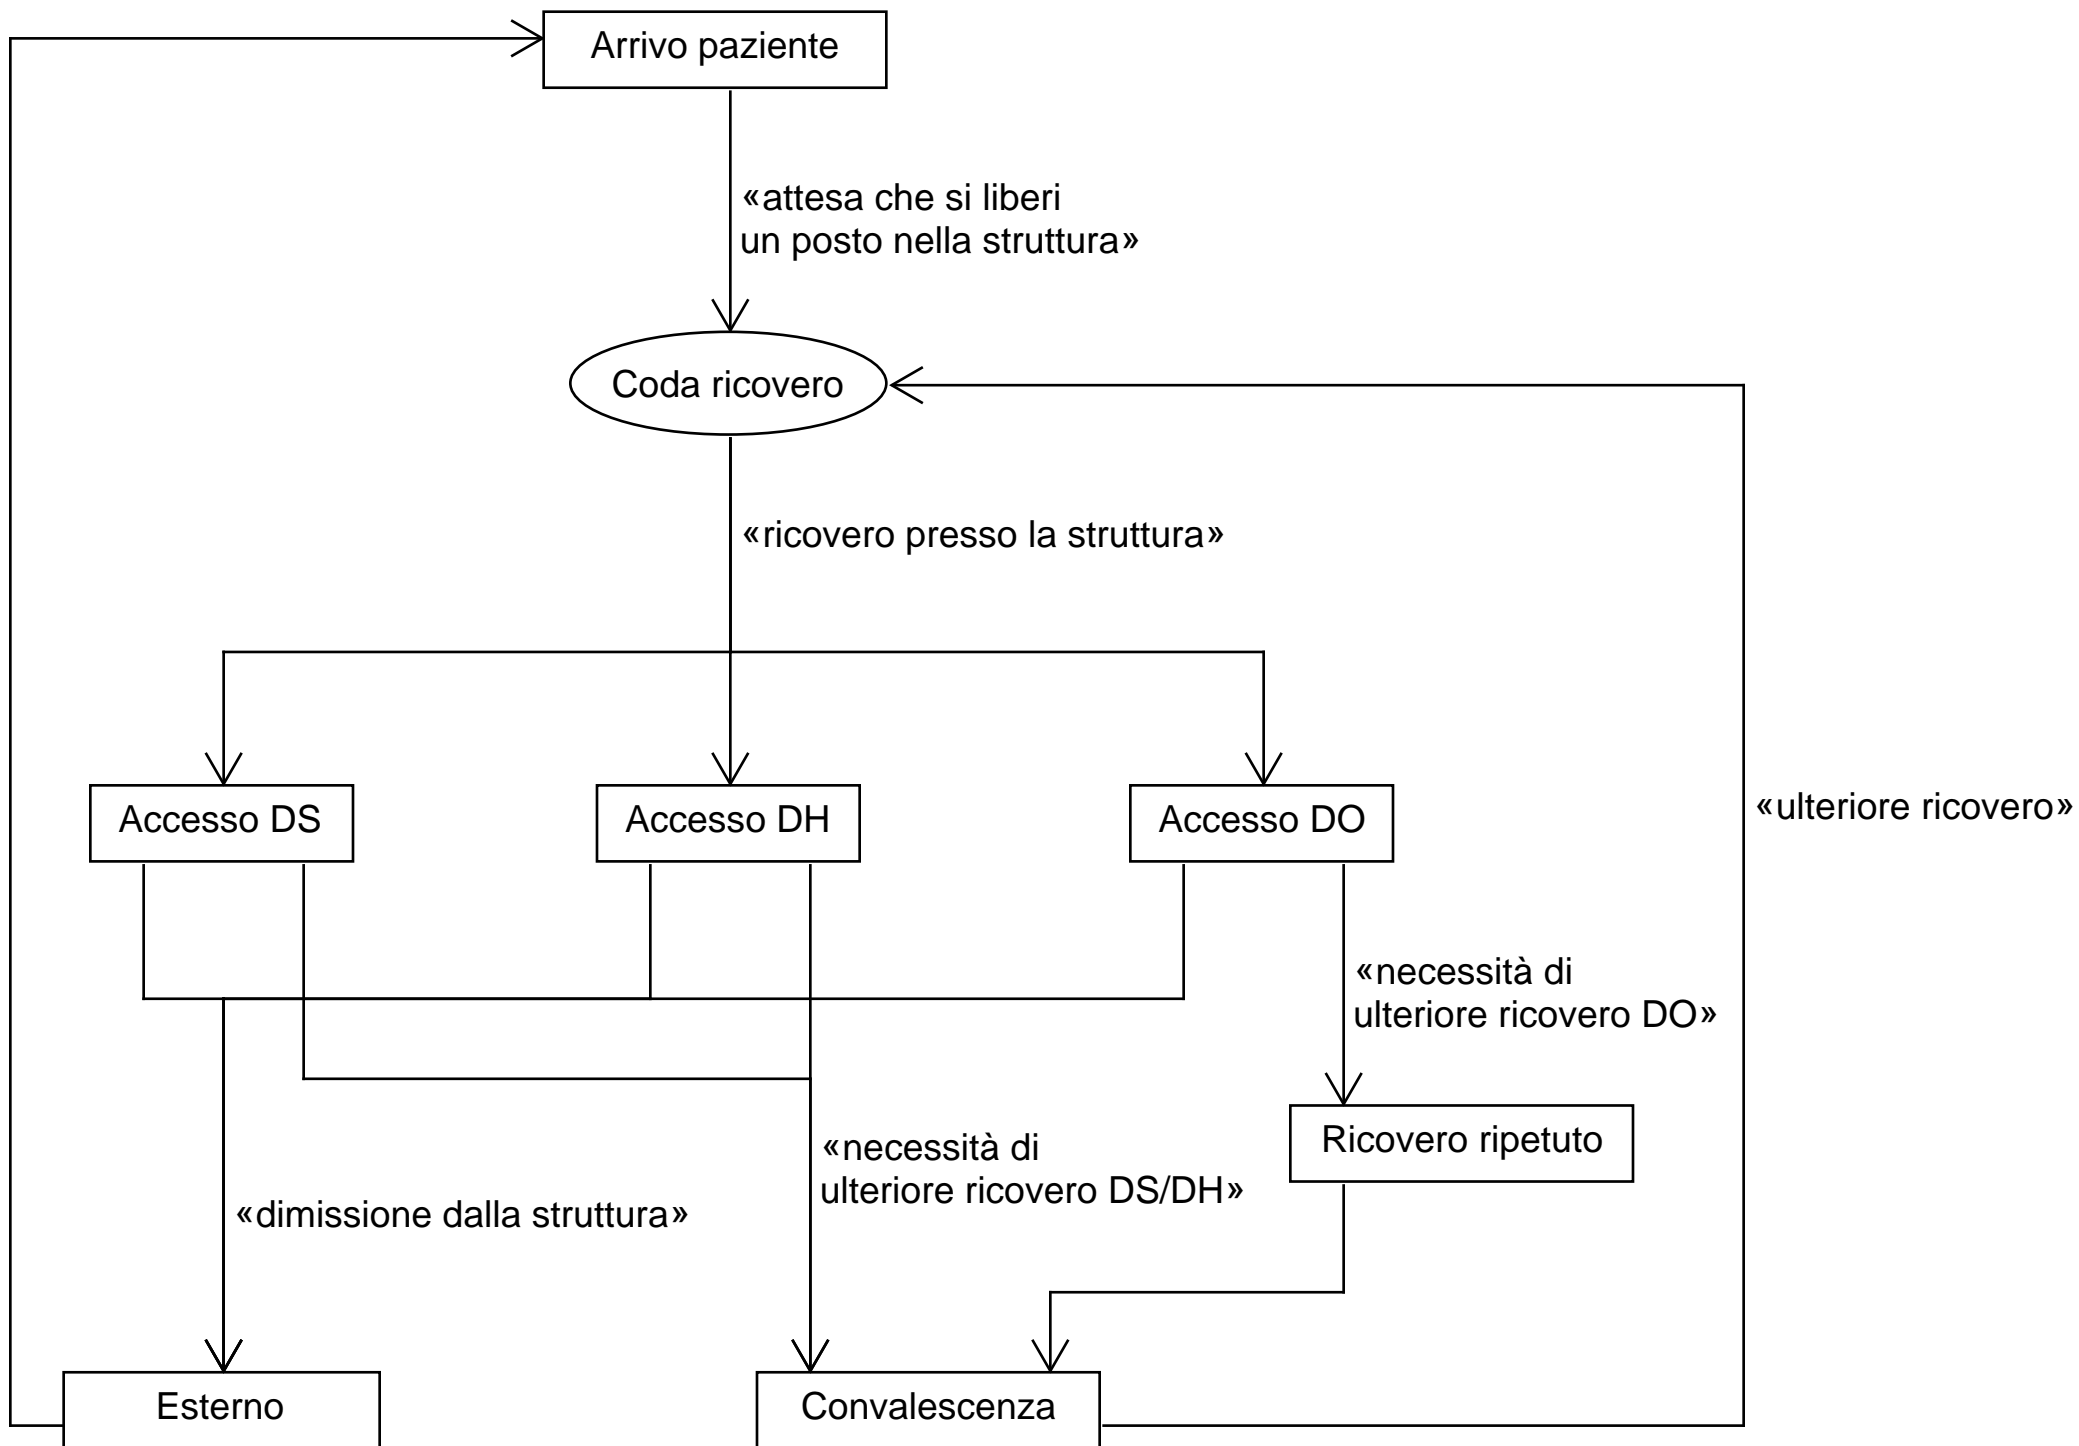 Arrivo paziente
«attesa che si liberi
un posto nella struttura»
Coda ricovero
«ricovero presso la struttura»
Accesso DS
Accesso DH
Accesso DO
«ulteriore ricovero»
«necessità di
ulteriore ricovero DO»
Ricovero ripetuto
«necessità di
ulteriore ricovero DS/DH»
«dimissione dalla struttura»
Esterno
Convalescenza